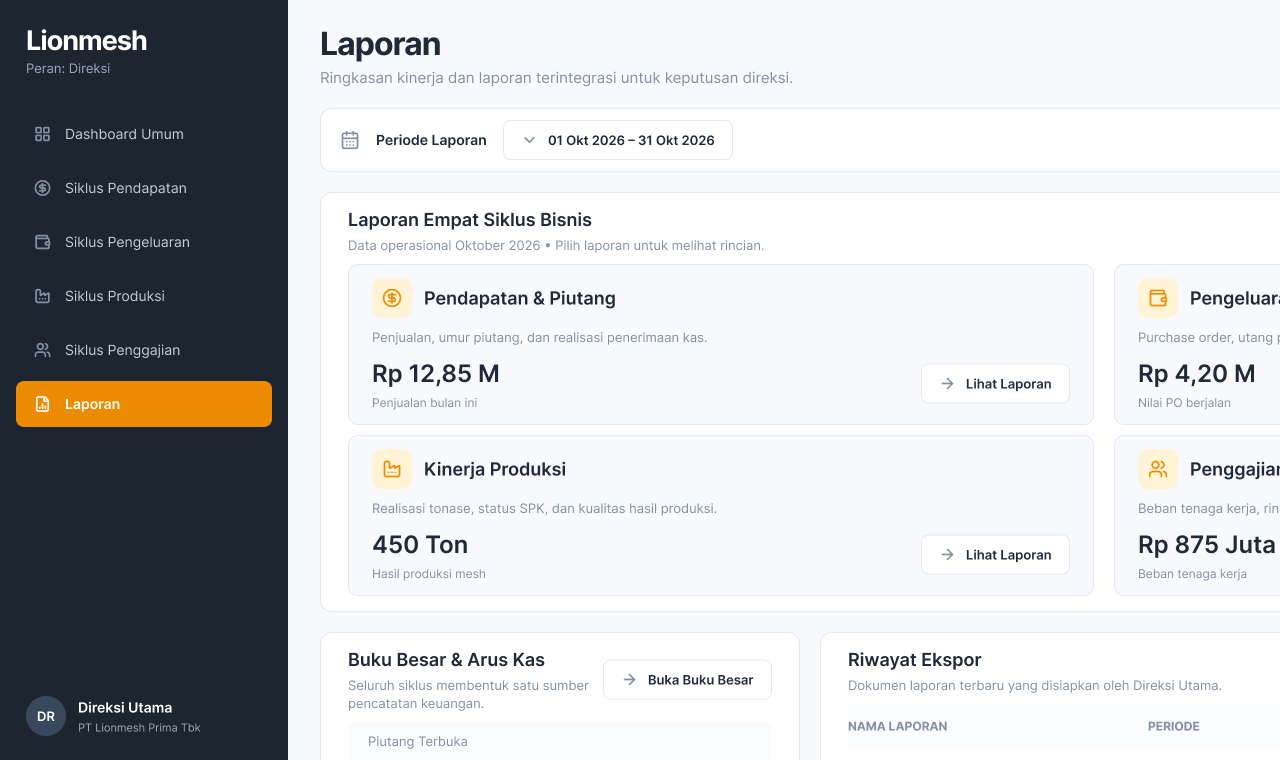 Lionmesh
Peran: Direksi
Dashboard Umum
Siklus Pendapatan
Siklus Pengeluaran
Siklus Produksi
Siklus Penggajian
Laporan
DR
Direksi Utama
PT Lionmesh Prima Tbk
Laporan
Ringkasan kinerja dan laporan terintegrasi untuk keputusan direksi.
Periode Laporan
01 Okt 2026 – 31 Okt 2026
Laporan Empat Siklus Bisnis
Data operasional Oktober 2026 • Pilih laporan untuk melihat rincian.
Pendapatan & Piutang
Penjualan, umur piutang, dan realisasi penerimaan kas.
Rp 12,85 M
Penjualan bulan ini
Lihat Laporan
Pengeluara
Purchase order, utang p
Rp 4,20 M
Nilai PO berjalan
Kinerja Produksi
Realisasi tonase, status SPK, dan kualitas hasil produksi.
450 Ton
Hasil produksi mesh
Lihat Laporan
Penggajian
Beban tenaga kerja, rin
Rp 875 Juta
Beban tenaga kerja
Buku Besar & Arus Kas
Seluruh siklus membentuk satu sumber
pencatatan keuangan.
Buka Buku Besar
Piutang Terbuka
Riwayat Ekspor
Dokumen laporan terbaru yang disiapkan oleh Direksi Utama.
NAMA LAPORAN
PERIODE